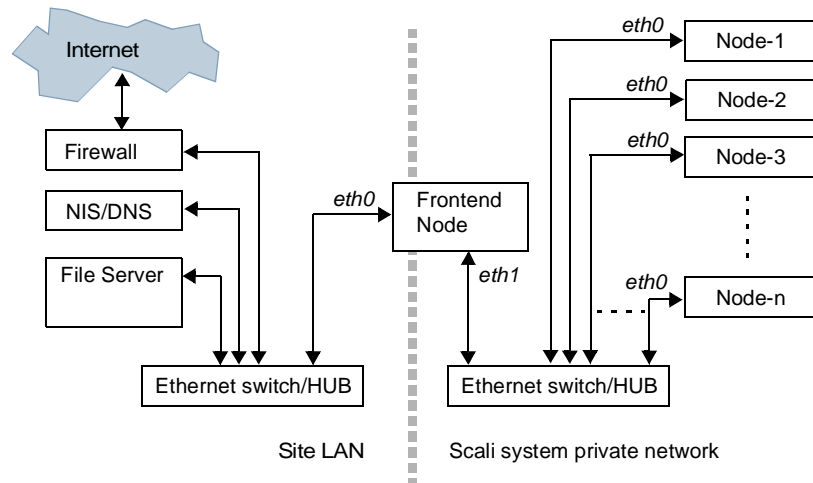 Internet
Firewall
NIS/DNS
File Server
Ethernet switch/HUB
Site LAN
eth0
Frontend
Node
eth1
eth0
Node-1
eth0
Node-2
eth0
Node-3
eth0
Node-n
Ethernet switch/HUB
Scali system private network